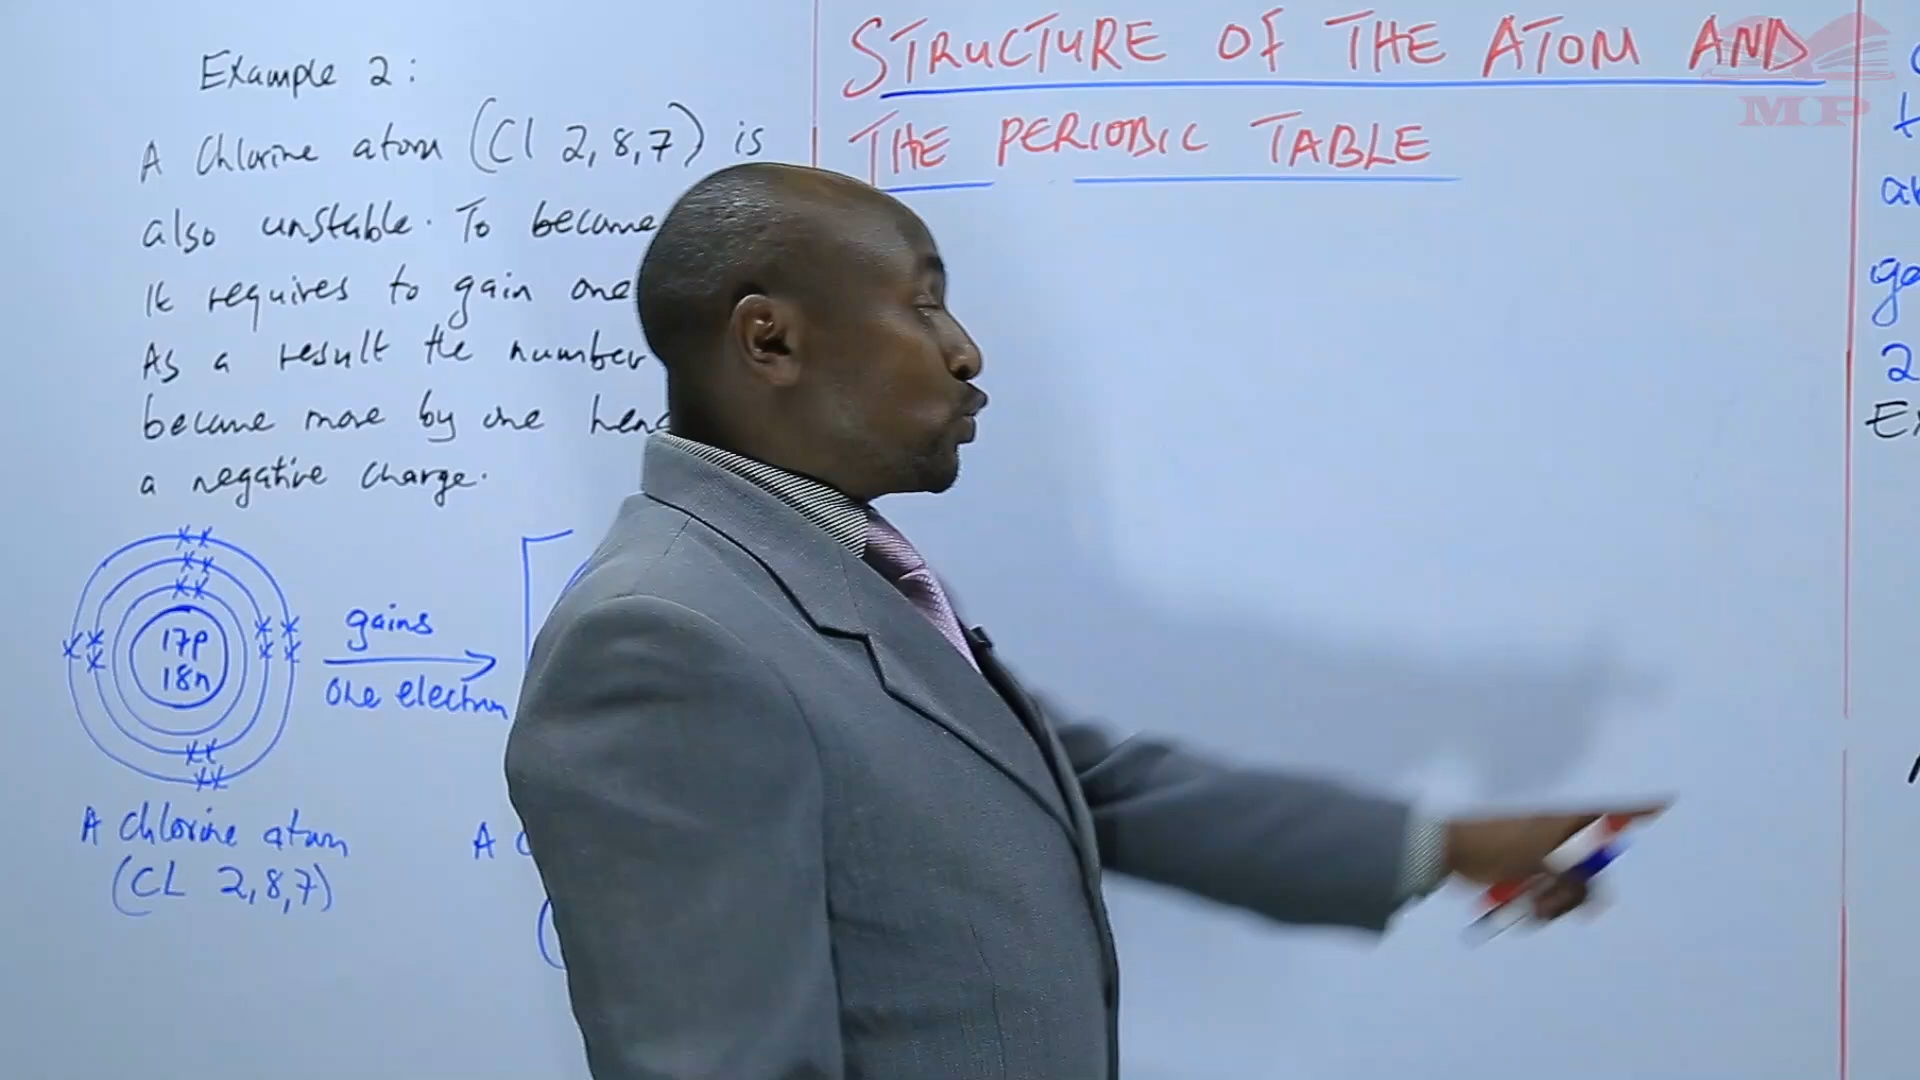 Example 2:
A Chlorine atom (Cl 2,8,7) is
also unstable. To become
It requires to gain one
As a result the number
become more by one
a negative charge.
17p
18n
gains
one electron
A chlorine atom
(CL 2,8,7)
A
STRUCTURE OF THE ATOM AND
THE PERIODIC TABLE
MP
2